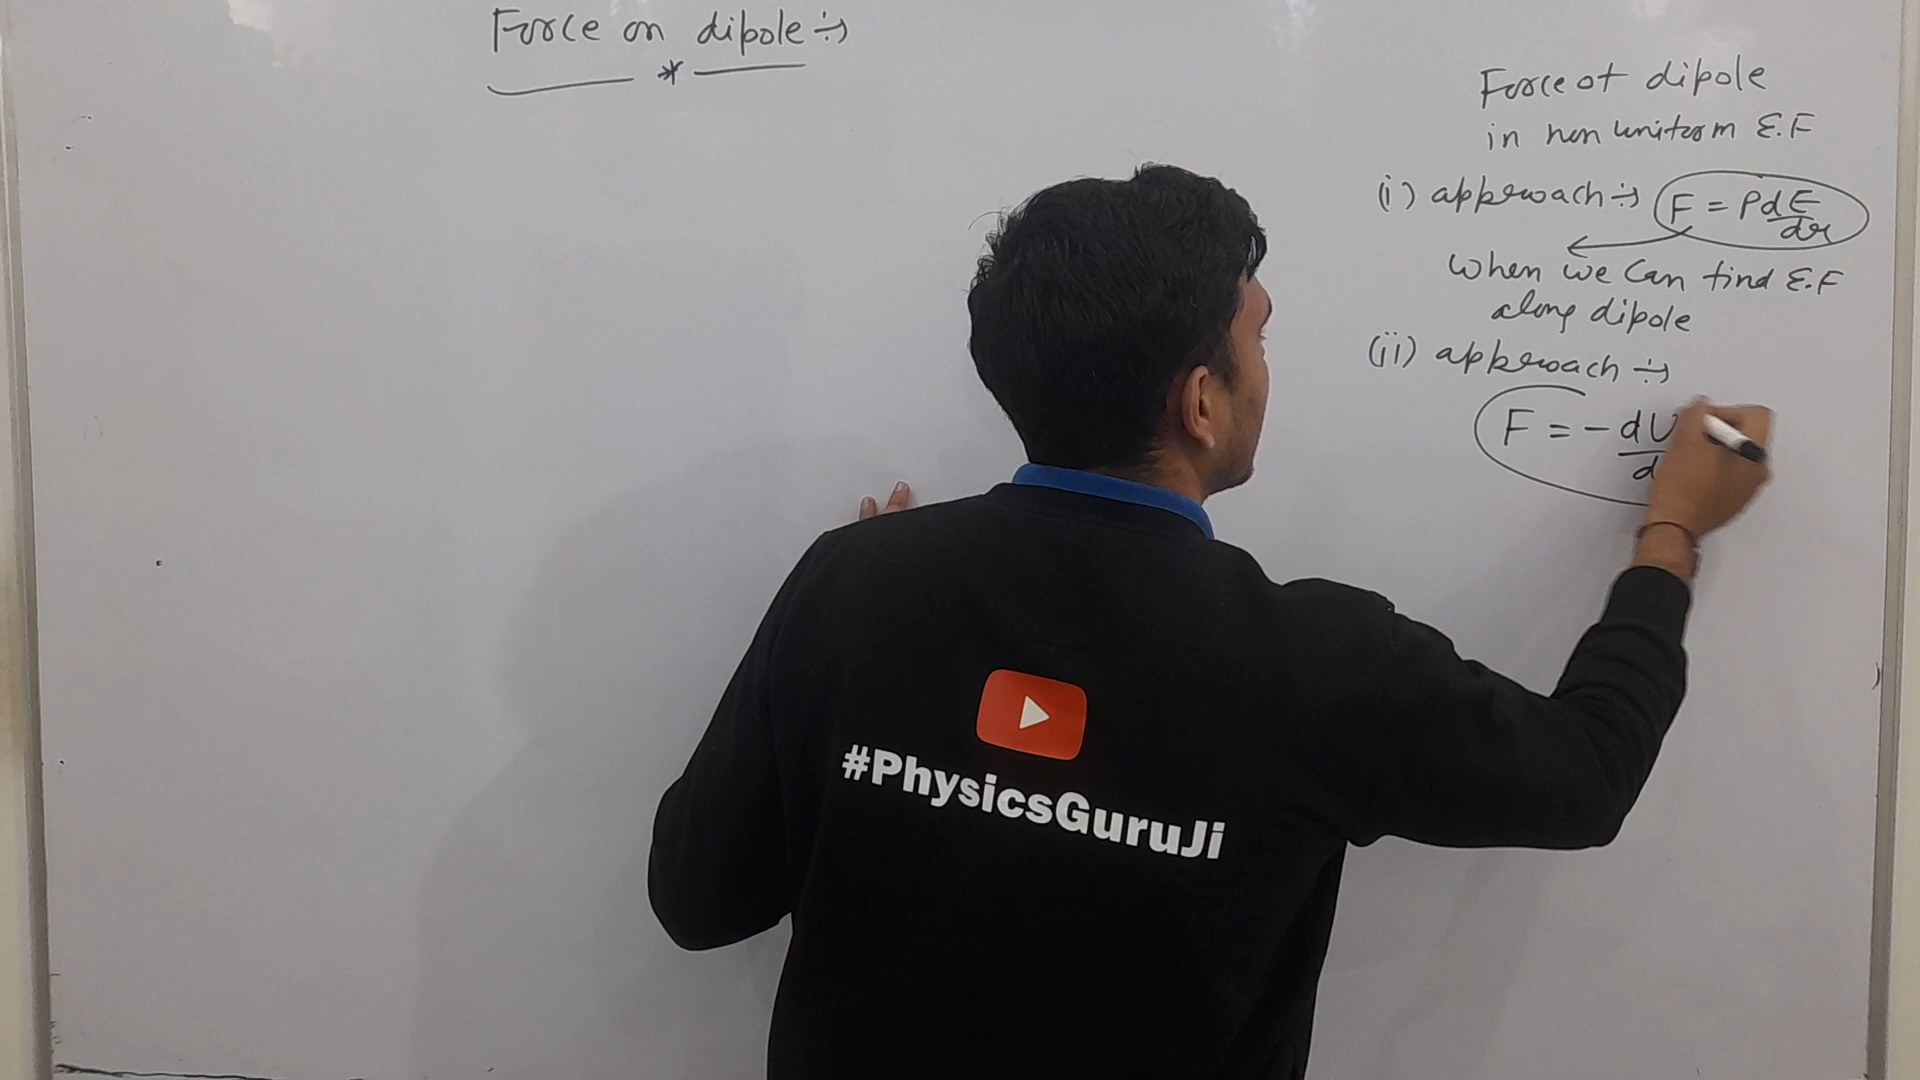 Force on dipole÷>
*
Force of dipole
in non uniform E.F
(i) approach÷> F = PdE/dr
When we can find E.F
along dipole
(ii) approach÷>
F = -dU/d
#PhysicsGuruJi